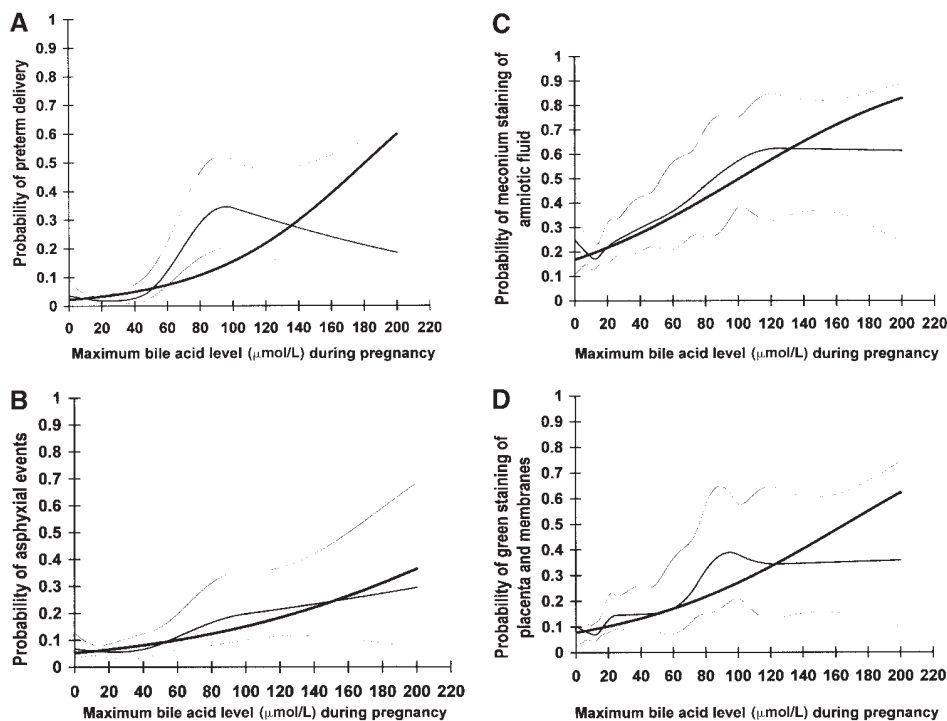 A
Probability of preterm delivery
1
0.9
0.8
0.7
0.6
0.5
0.4
0.3
0.2
0.1
0
0 20 40 60 80 100 120 140 160 180 200 220
Maximum bile acid level (μmol/L) during pregnancy
B
Probability of asphyxial events
1
0.9
0.8
0.7
0.6
0.5
0.4
0.3
0.2
0.1
0
0 20 40 60 80 100 120 140 160 180 200 220
Maximum bile acid level (μmol/L) during pregnancy
C
Probability of meconium staining of
amniotic fluid
1
0.9
0.8
0.7
0.6
0.5
0.4
0.3
0.2
0.1
0
0 20 40 60 80 100 120 140 160 180 200 220
Maximum bile acid level (μmol/L) during pregnancy
D
Probability of green staining of
placenta and membranes
1
0.9
0.8
0.7
0.6
0.5
0.4
0.3
0.2
0.1
0
0 20 40 60 80 100 120 140 160 180 200 220
Maximum bile acid level (μmol/L) during pregnancy